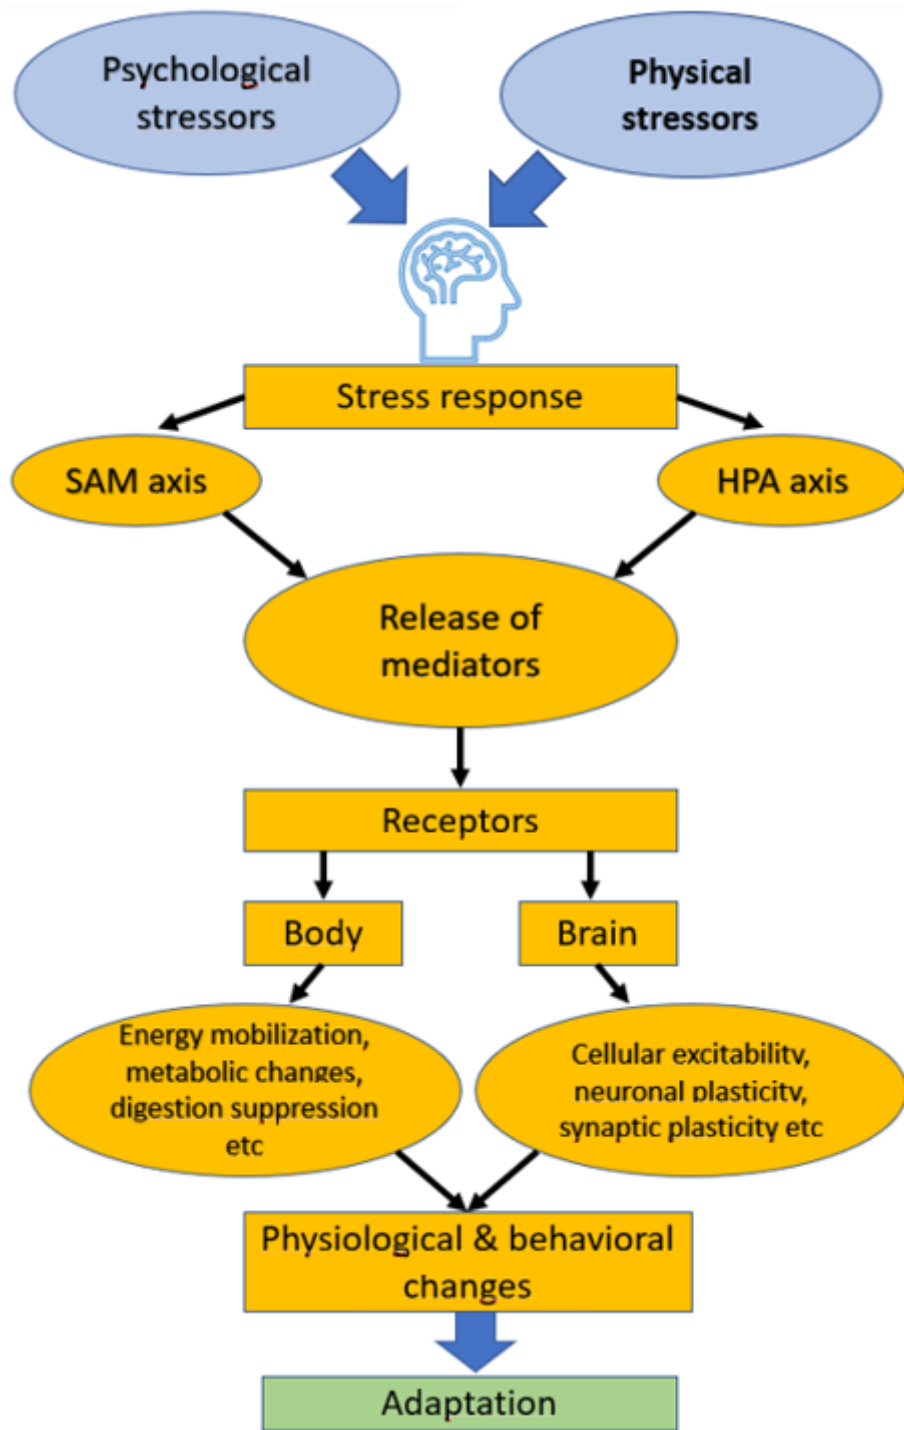 Psychological
stressors
Physical
stressors
Stress response
SAM axis
HPA axis
Release of
mediators
Receptors
Body
Brain
Energy mobilization,
metabolic changes,
digestion suppression
etc
Cellular excitability,
neuronal plasticity,
synaptic plasticity etc
Physiological & behavioral
changes
Adaptation